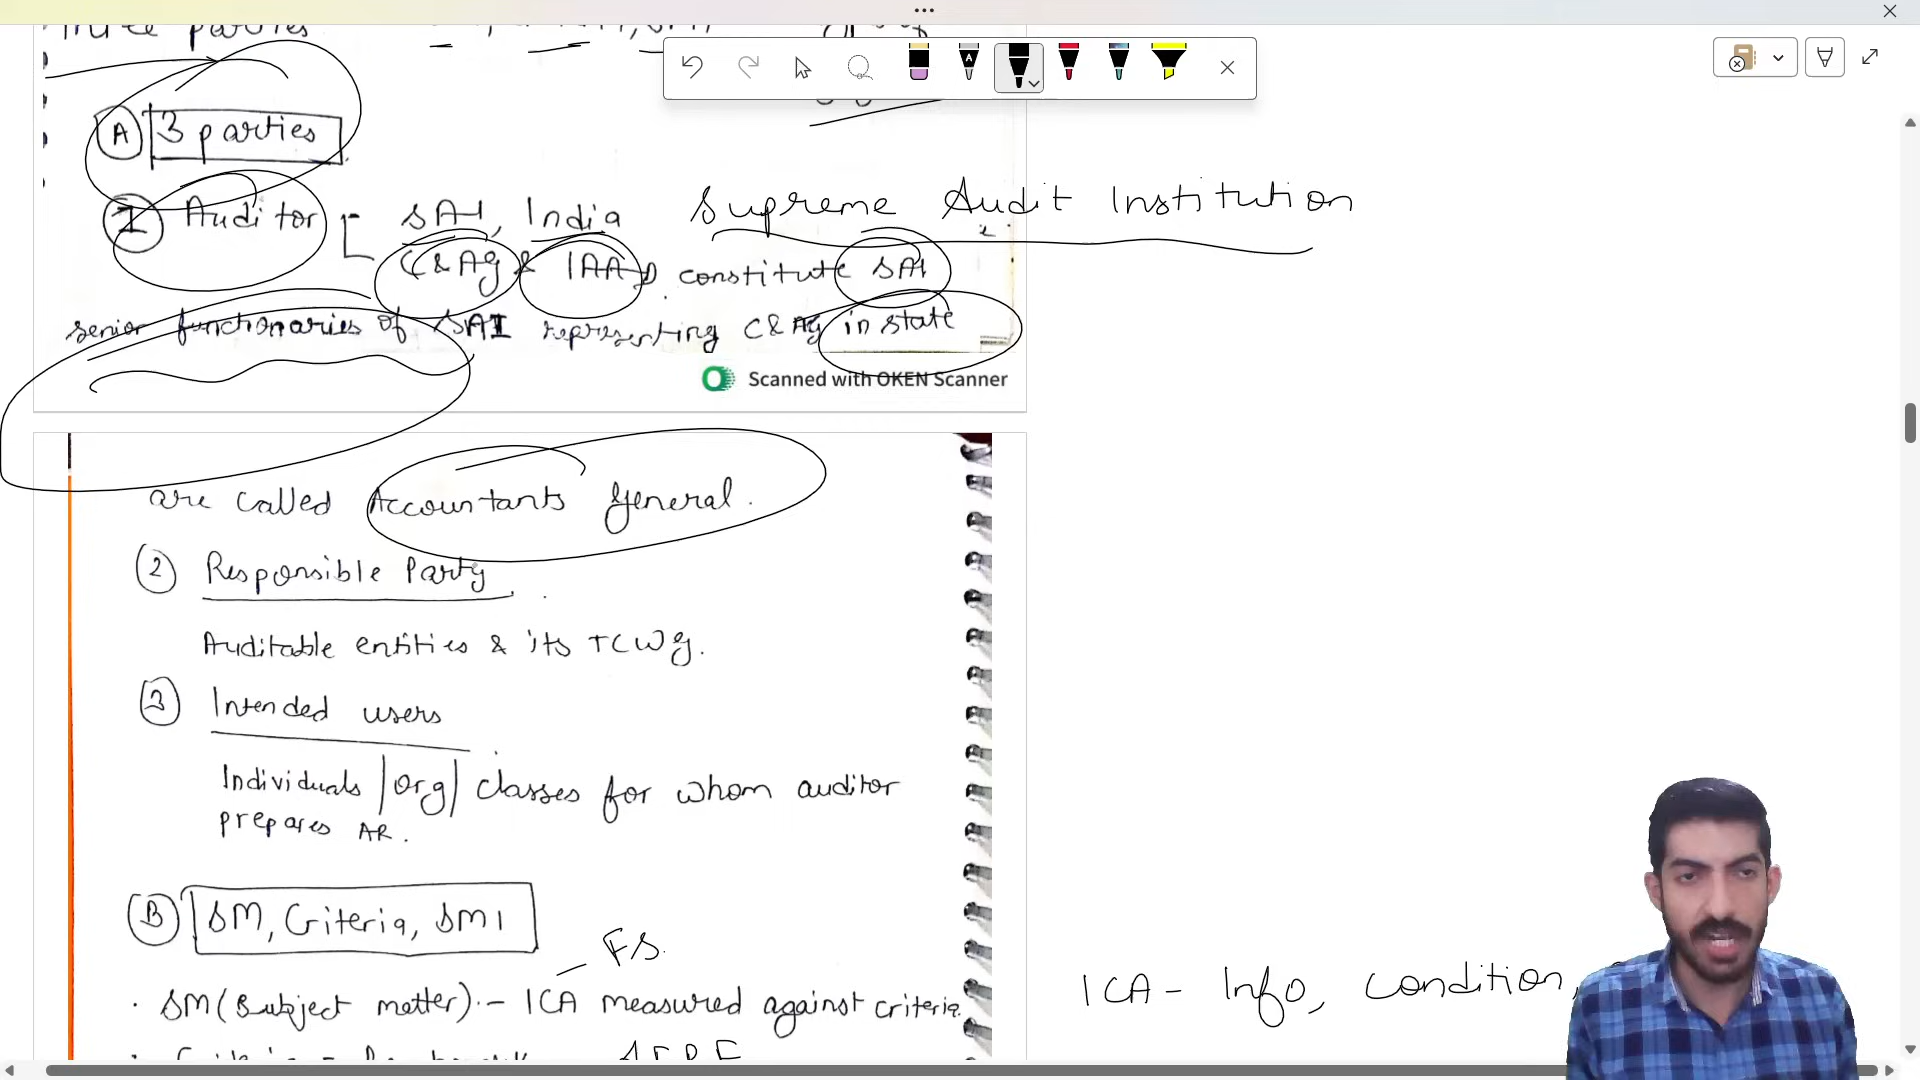 Three parties
A 3 parties
I Auditor SAI, India Supreme Audit Institution
C&AG & IAAD constitute SAI
senior functionaries of SAI representing C&AG in state
Scanned with OKEN Scanner
are called Accountants General.
2 Responsible Party
Auditable entities & its TCWG.
3 Intended users
Individuals | org | classes for whom auditor
prepares AR.
B SM, Criteria, SMI
FS.
SM (Subject matter) - ICA measured against criteria.
ICA - Info, Condition,